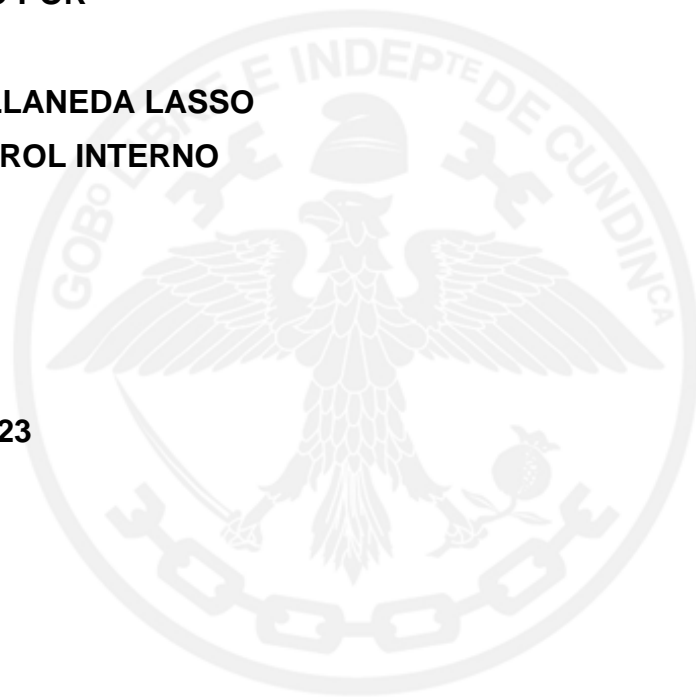 POR
LLANEDA LASSO
ROL INTERNO
23
GOBº LIBRE E INDEPTE DE CUNDINCA